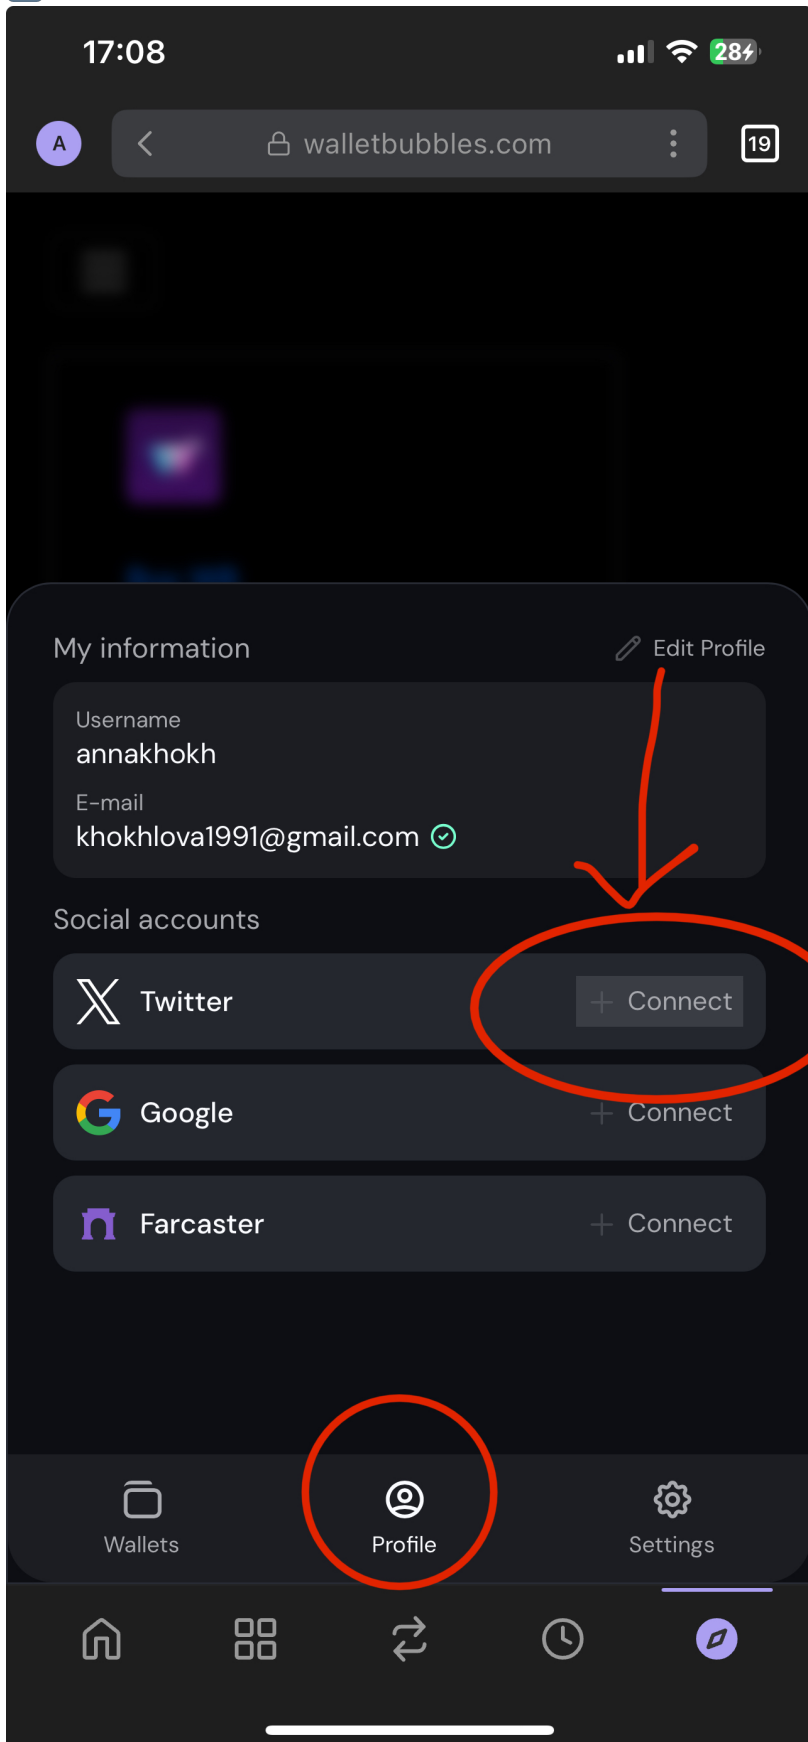 17:08
28
A
walletbubbles.com
19
My information
Edit Profile
Username
annakhokh
E-mail
khokhlova1991@gmail.com
Social accounts
Twitter
+ Connect
Google
+ Connect
Farcaster
+ Connect
Wallets
Profile
Settings